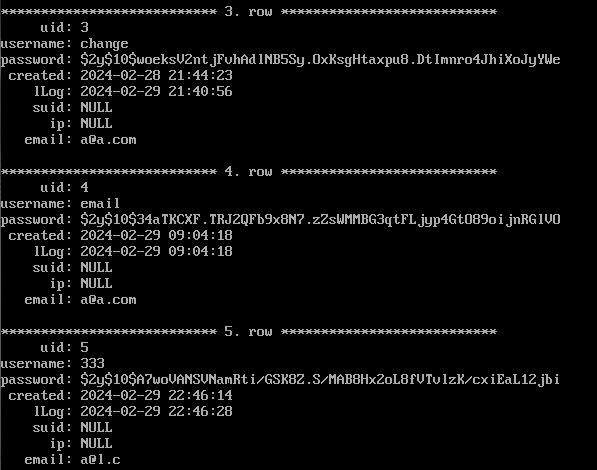 *************************** 3. row ***************************
     uid: 3
username: change
password: $2y$10$woeksV2ntjFvhAdlNB5Sy.OxKsgHtaxpu8.DtImnro4JhiXoJyYWe
 created: 2024-02-28 21:44:23
    lLog: 2024-02-29 21:40:56
    suid: NULL
      ip: NULL
   email: a@a.com
*************************** 4. row ***************************
     uid: 4
username: email
password: $2y$10$34aTKCXF.TRJ2QFb9x8N7.zZsWMMBG3qtFLjyp4GtO89oijnRGlVO
 created: 2024-02-29 09:04:18
    lLog: 2024-02-29 09:04:18
    suid: NULL
      ip: NULL
   email: a@a.com
*************************** 5. row ***************************
     uid: 5
username: 333
password: $2y$10$A7woVANSVNamRti/GSK8Z.S/MAB8Hx2oL8fVTvlzK/cxiEaL12jbi
 created: 2024-02-29 22:46:14
    lLog: 2024-02-29 22:46:28
    suid: NULL
      ip: NULL
   email: a@l.c